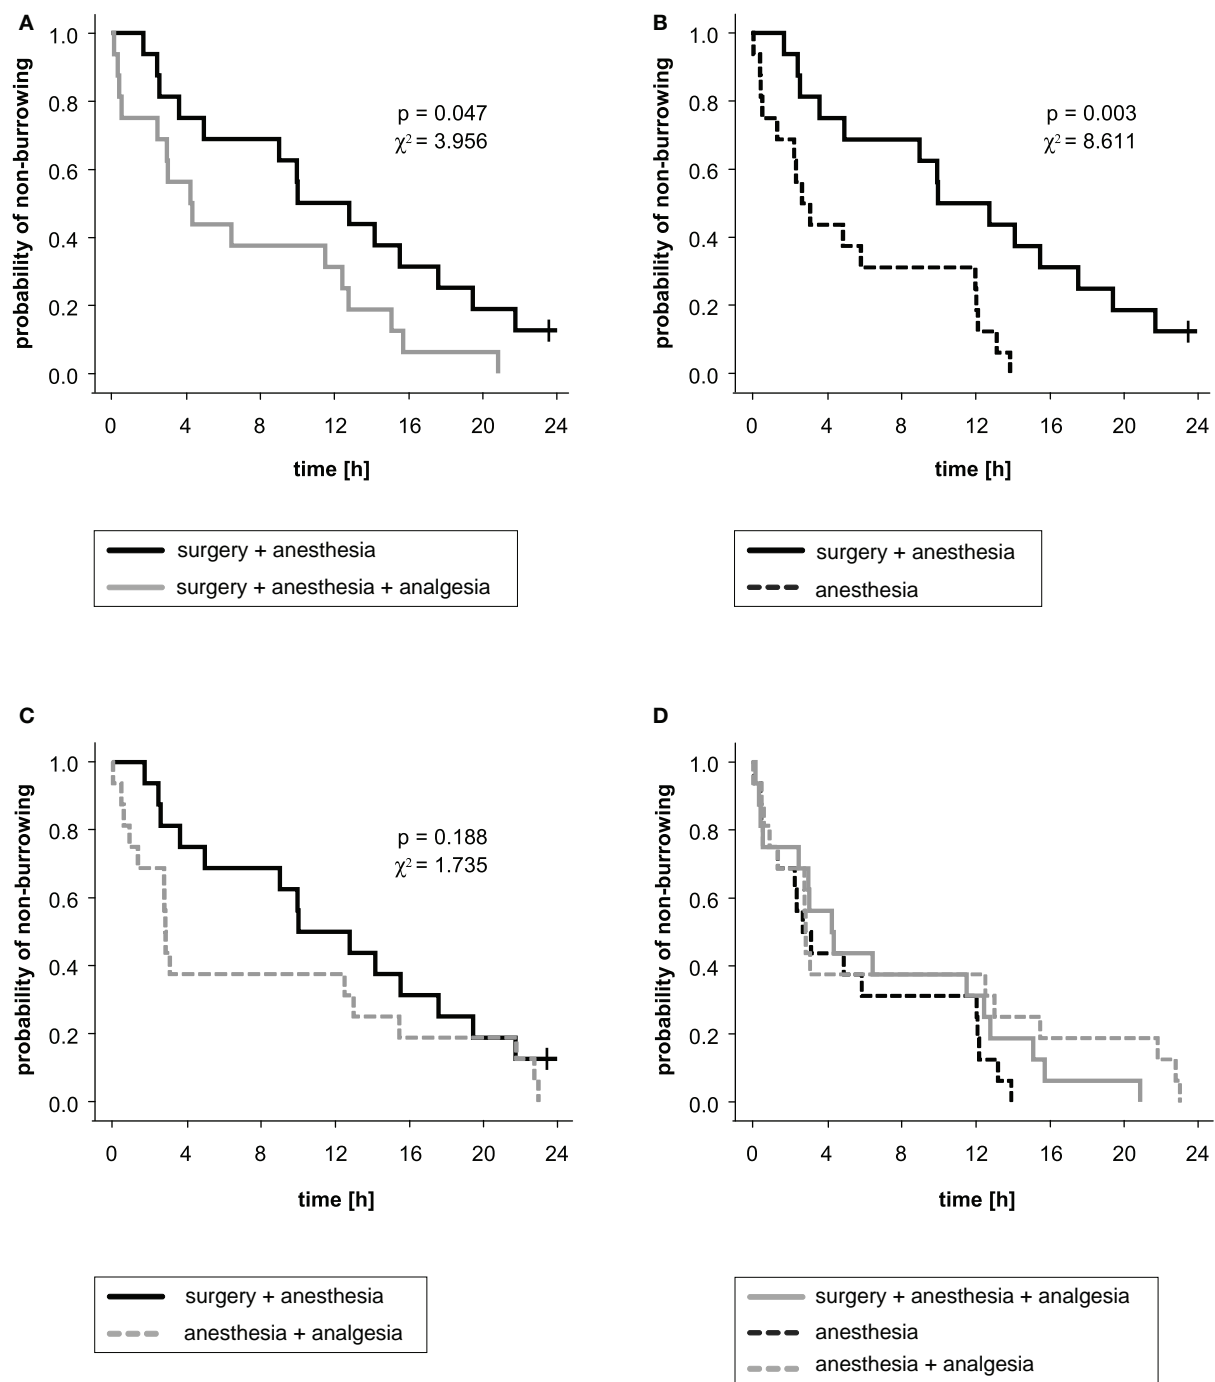 A
probability of non-burrowing
1.0
0.8
0.6
0.4
0.2
0.0
p = 0.047
χ² = 3.956
0 4 8 12 16 20 24
time [h]
surgery + anesthesia
surgery + anesthesia + analgesia
B
probability of non-burrowing
1.0
0.8
0.6
0.4
0.2
0.0
p = 0.003
χ² = 8.611
0 4 8 12 16 20 24
time [h]
surgery + anesthesia
anesthesia
C
probability of non-burrowing
1.0
0.8
0.6
0.4
0.2
0.0
p = 0.188
χ² = 1.735
0 4 8 12 16 20 24
time [h]
surgery + anesthesia
anesthesia + analgesia
D
probability of non-burrowing
1.0
0.8
0.6
0.4
0.2
0.0
0 4 8 12 16 20 24
time [h]
surgery + anesthesia + analgesia
anesthesia
anesthesia + analgesia